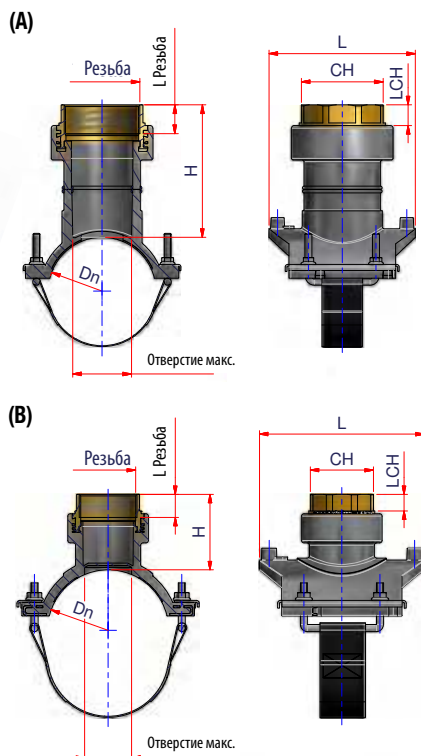 (A)
Резьба
L Резьба
H
Dn
Отверстие макс.
L
CH
LCH
(B)
Резьба
L Резьба
H
Dn
Отверстие макс.
L
CH
LCH